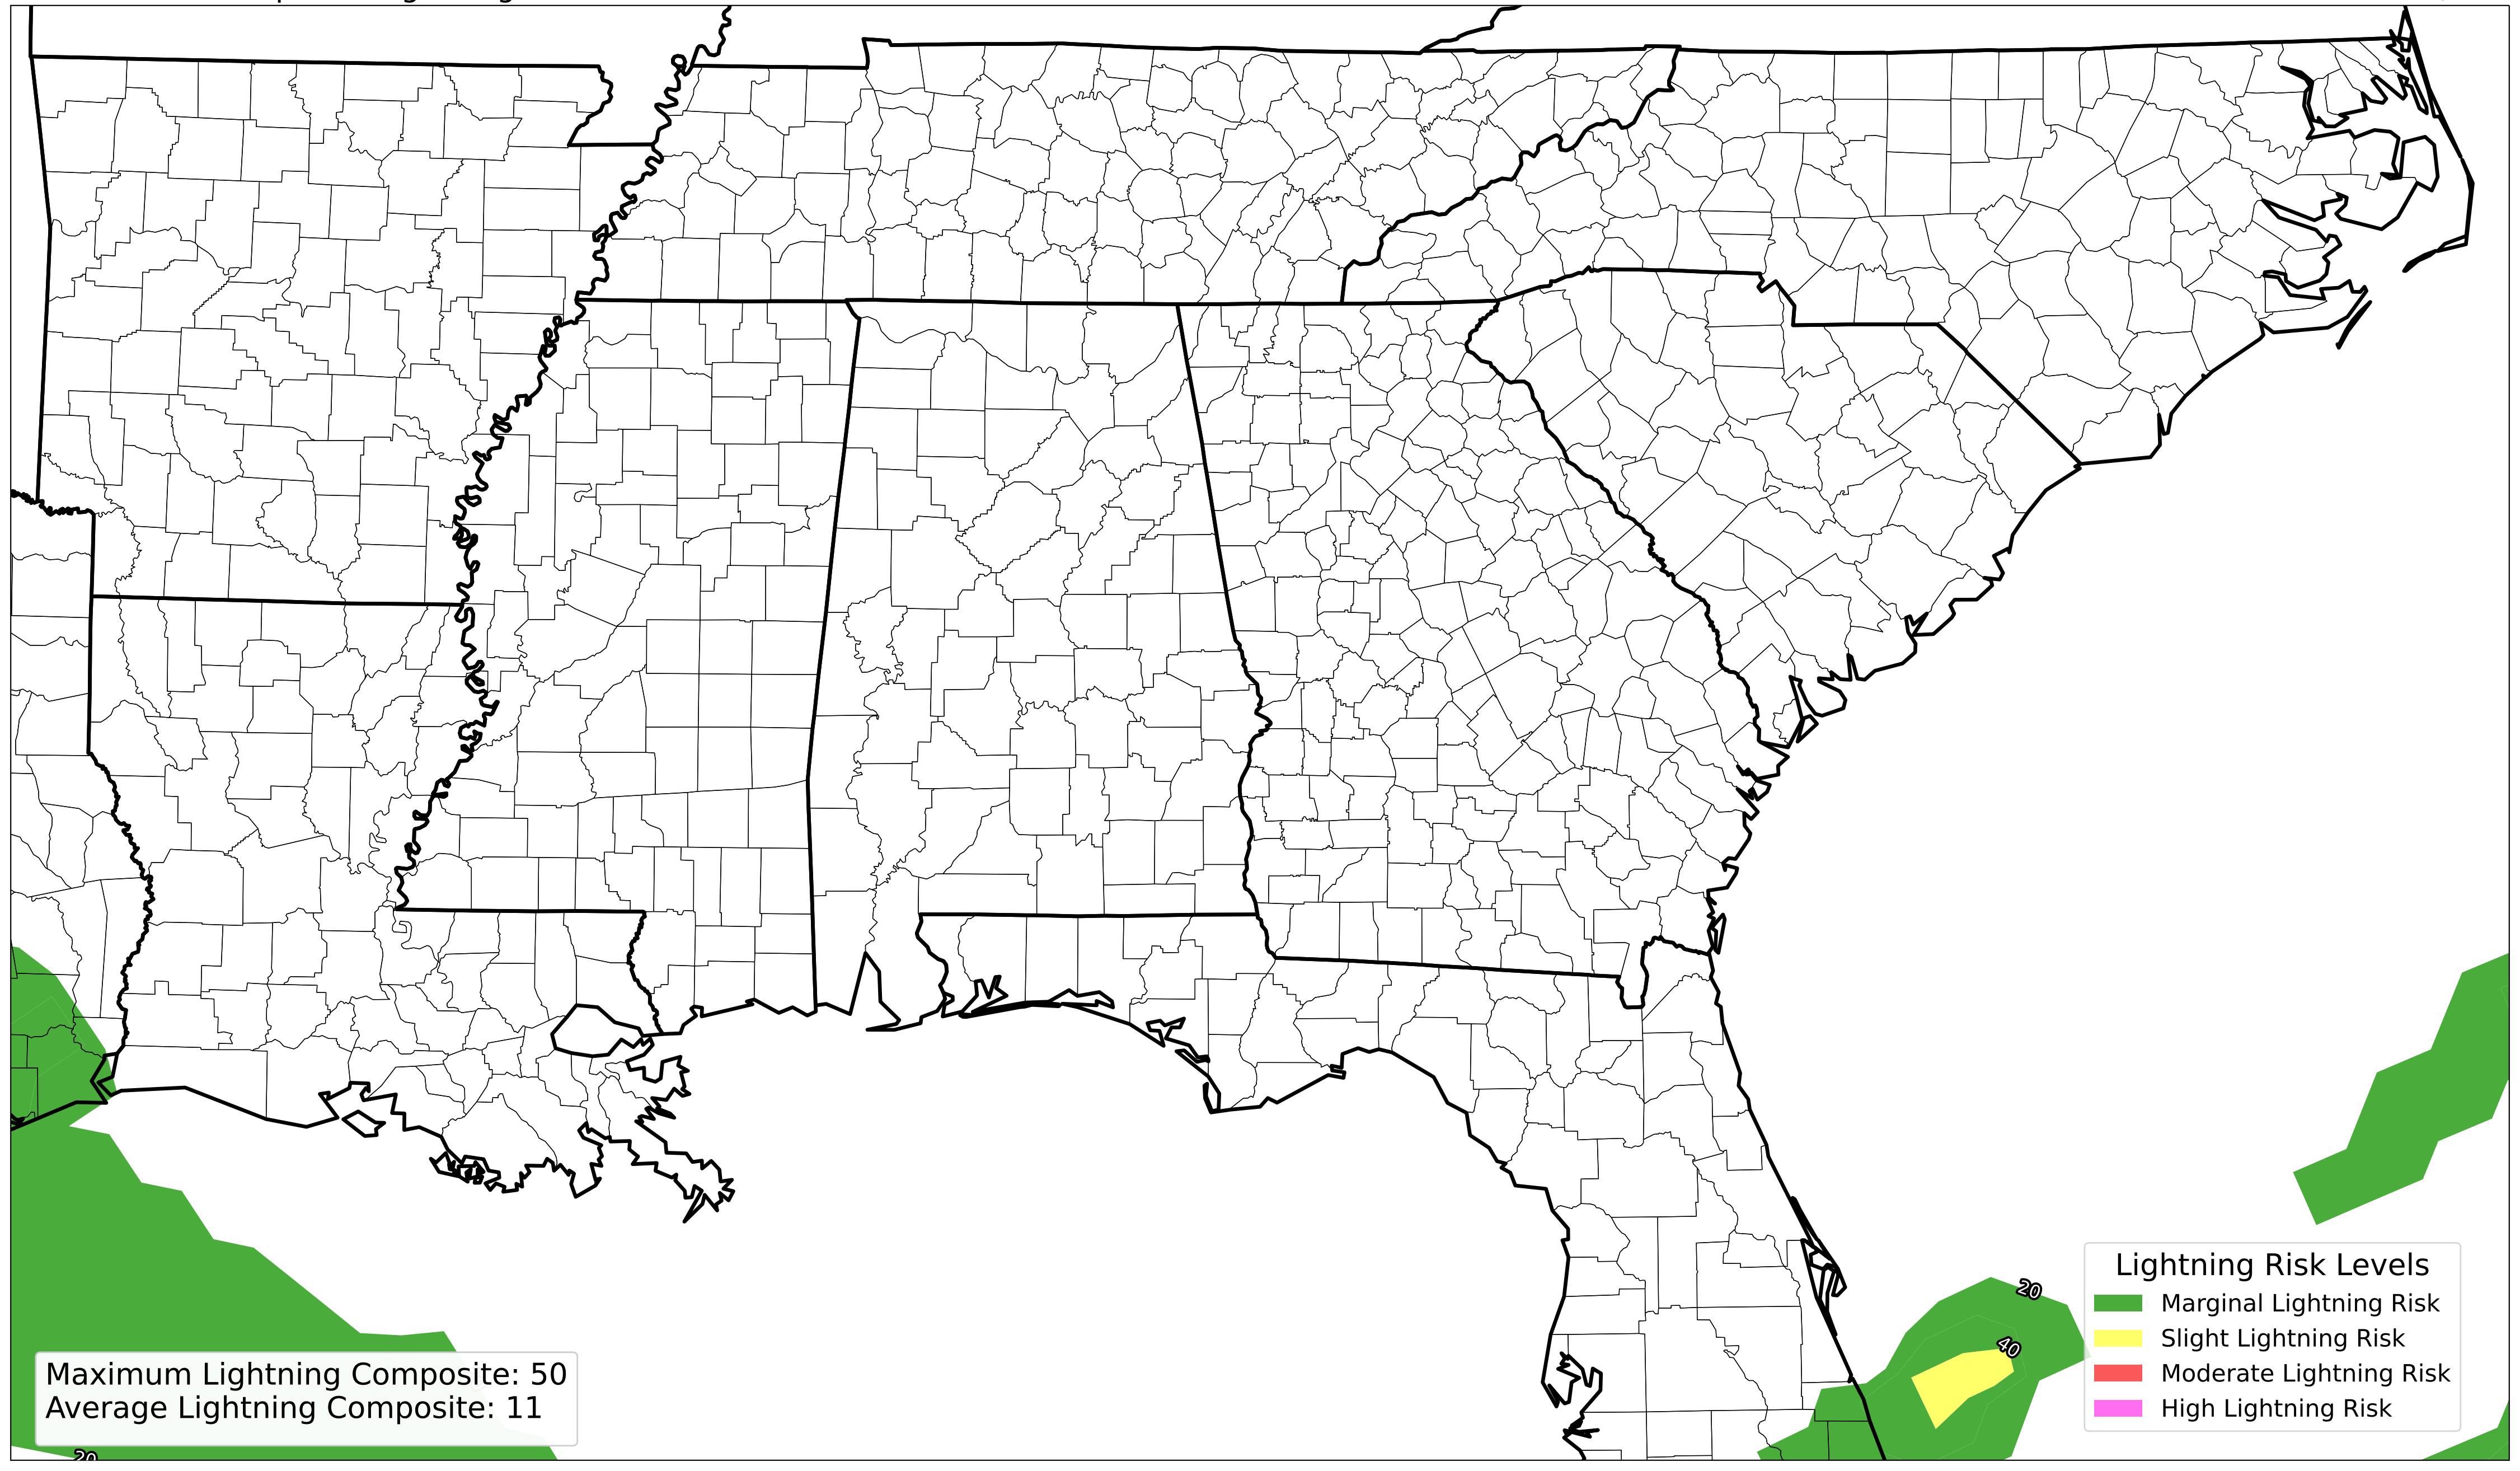 20
40
Lightning Risk Levels
Marginal Lightning Risk
Slight Lightning Risk
Moderate Lightning Risk
High Lightning Risk
Maximum Lightning Composite: 50
Average Lightning Composite: 11
20